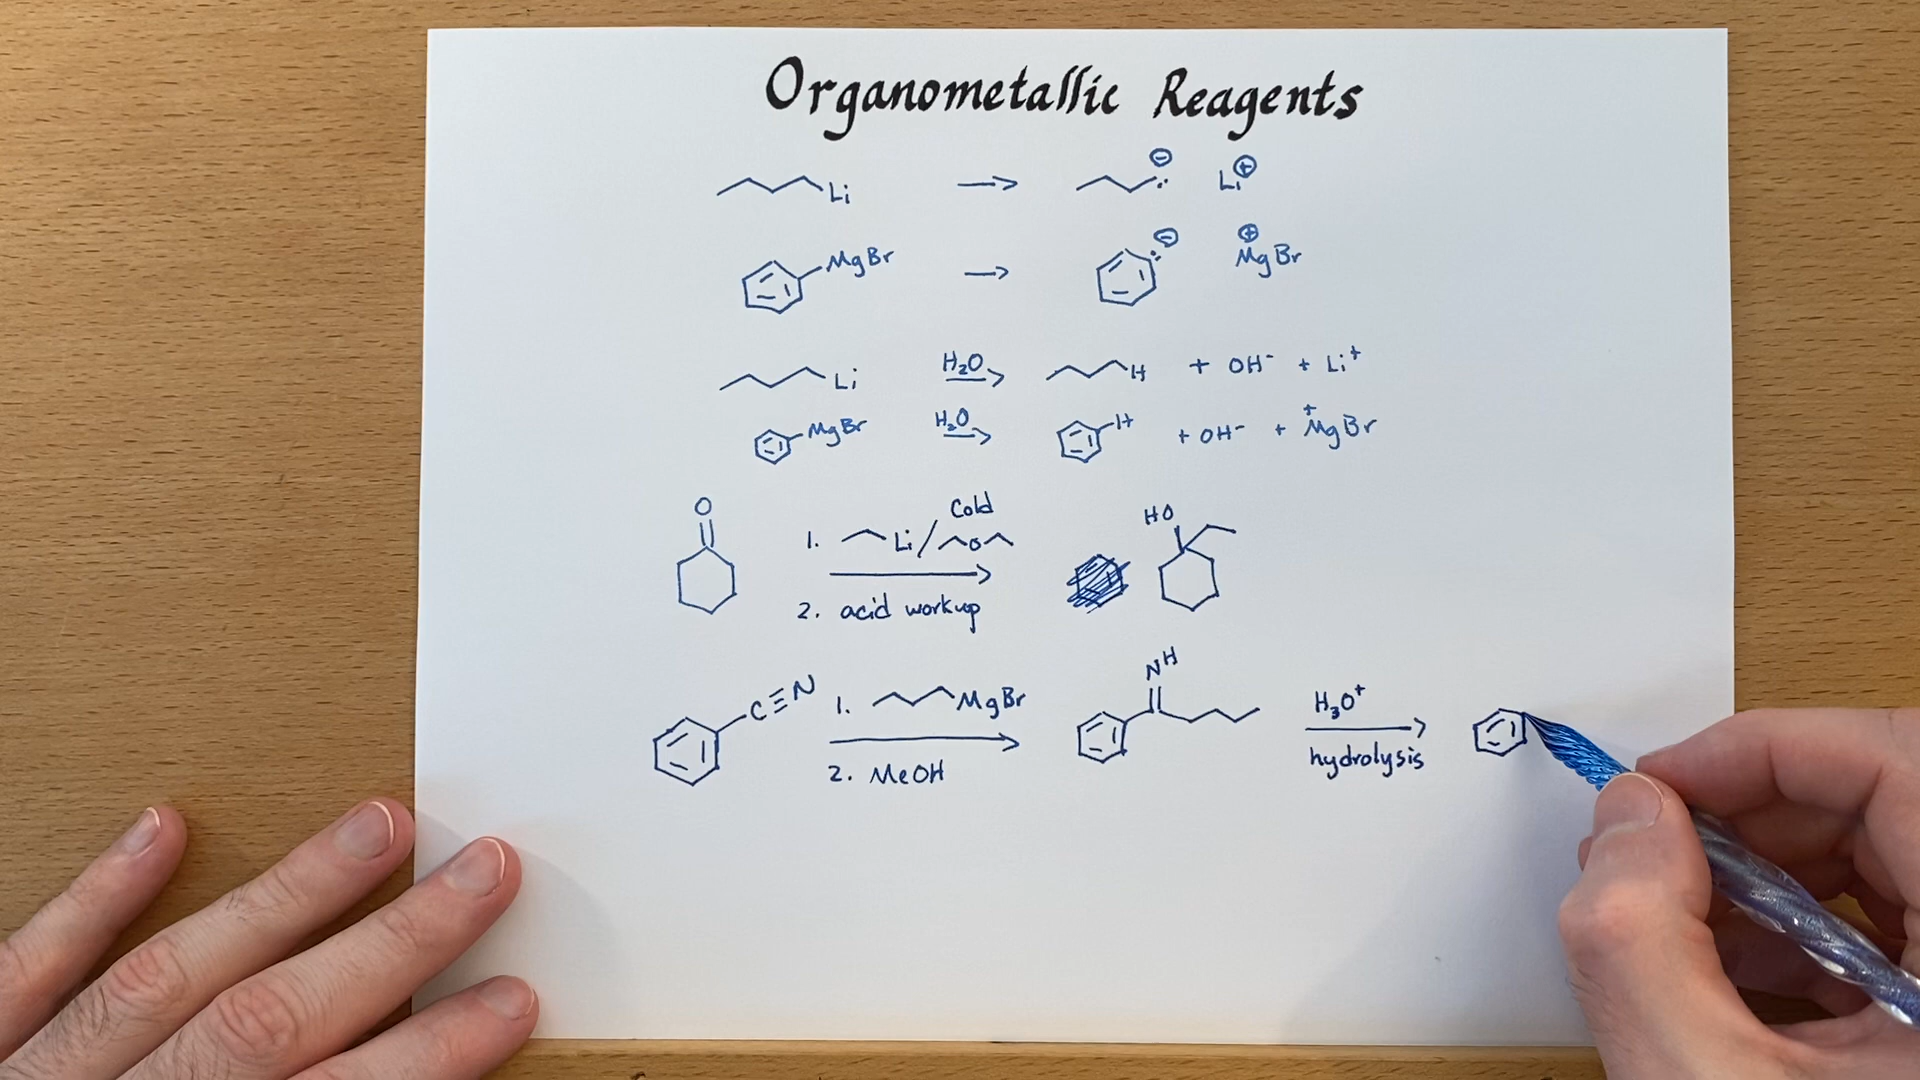 Organometallic Reagents
Li → ⊖ : Li⊕
MgBr → ⊖ : ⊕MgBr
Li H₂O → H + OH⁻ + Li⁺
MgBr H₂O → H + OH⁻ + ⁺MgBr
O 1. Li / O Cold → HO
2. acid workup
C≡N 1. MgBr → NH H₃O⁺ →
2. MeOH hydrolysis